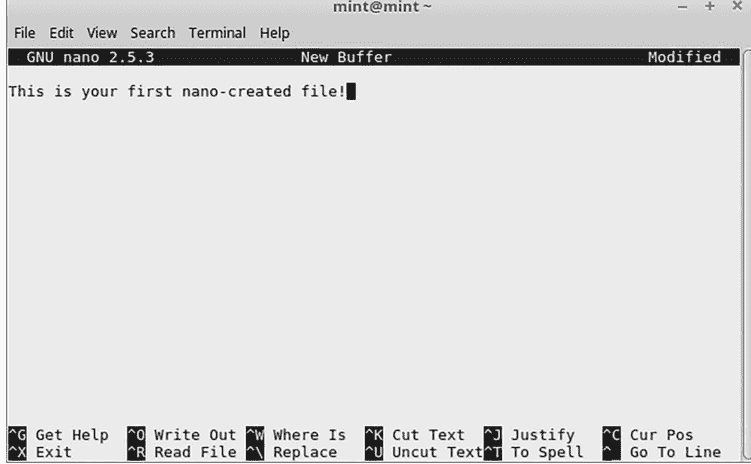 mint@mint ~
File Edit View Search Terminal Help
GNU nano 2.5.3 New Buffer Modified
This is your first nano-created file!
^G Get Help ^O Write Out ^W Where Is ^K Cut Text ^J Justify ^C Cur Pos
^X Exit ^R Read File ^\ Replace ^U Uncut Text ^T To Spell ^_ Go To Line